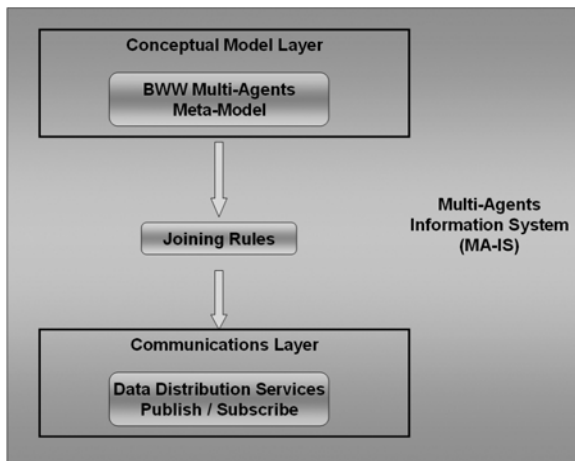 Conceptual Model Layer
BWW Multi-Agents
Meta-Model
Multi-Agents
Information System
(MA-IS)
Joining Rules
Communications Layer
Data Distribution Services
Publish / Subscribe